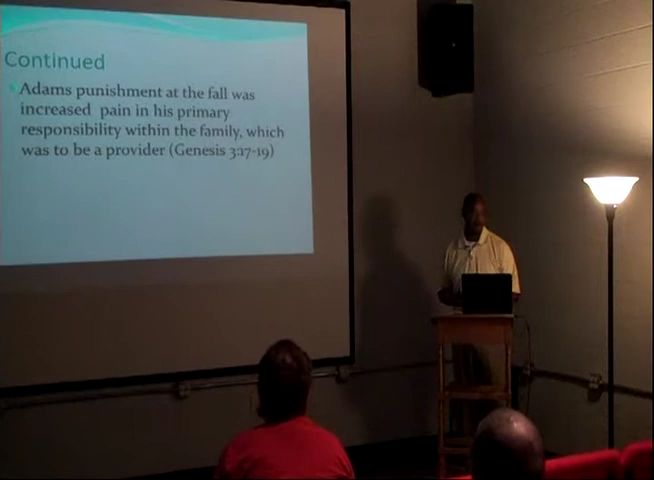 Continued
Adams punishment at the fall was
increased pain in his primary
responsibility within the family, which
was to be a provider (Genesis 3:17-19)